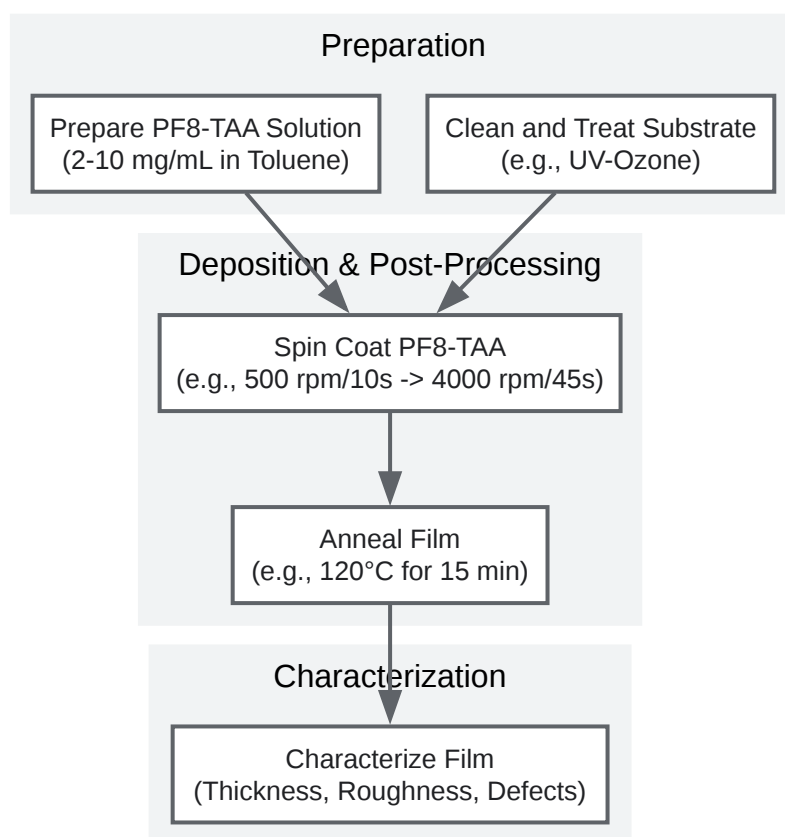 Preparation
Prepare PF8-TAA Solution
(2-10 mg/mL in Toluene)
Clean and Treat Substrate
(e.g., UV-Ozone)
Deposition & Post-Processing
Spin Coat PF8-TAA
(e.g., 500 rpm/10s -> 4000 rpm/45s)
Anneal Film
(e.g., 120°C for 15 min)
Characterization
Characterize Film
(Thickness, Roughness, Defects)